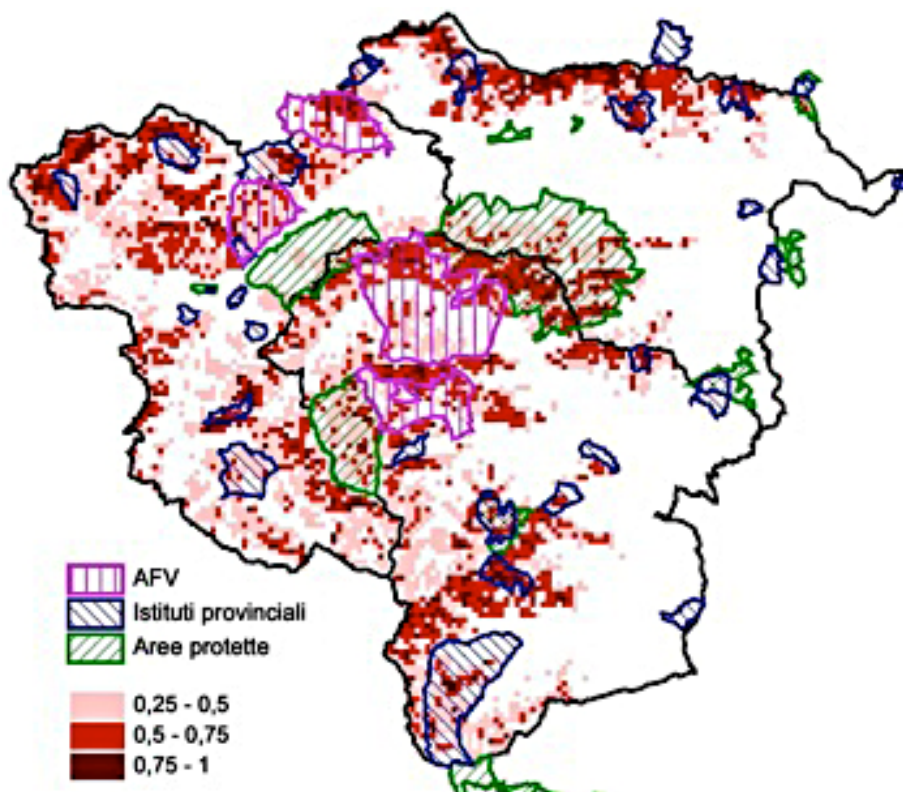 AFV
Istituti provinciali
Aree protette
0,25 - 0,5
0,5 - 0,75
0,75 - 1